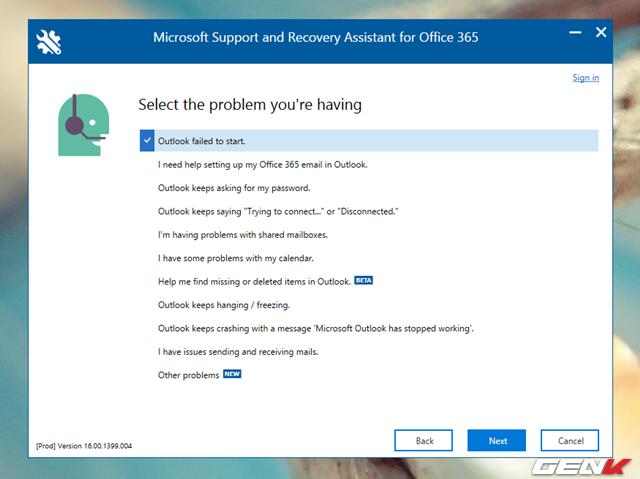 Microsoft Support and Recovery Assistant for Office 365
Sign in
Select the problem you're having
Outlook failed to start.
I need help setting up my Office 365 email in Outlook.
Outlook keeps asking for my password.
Outlook keeps saying "Trying to connect..." or "Disconnected."
I'm having problems with shared mailboxes.
I have some problems with my calendar.
Help me find missing or deleted items in Outlook. BETA
Outlook keeps hanging / freezing.
Outlook keeps crashing with a message 'Microsoft Outlook has stopped working'.
I have issues sending and receiving mails.
Other problems NEW
[Prod] Version 16.00.1399.004
Back Next Cancel
GENK